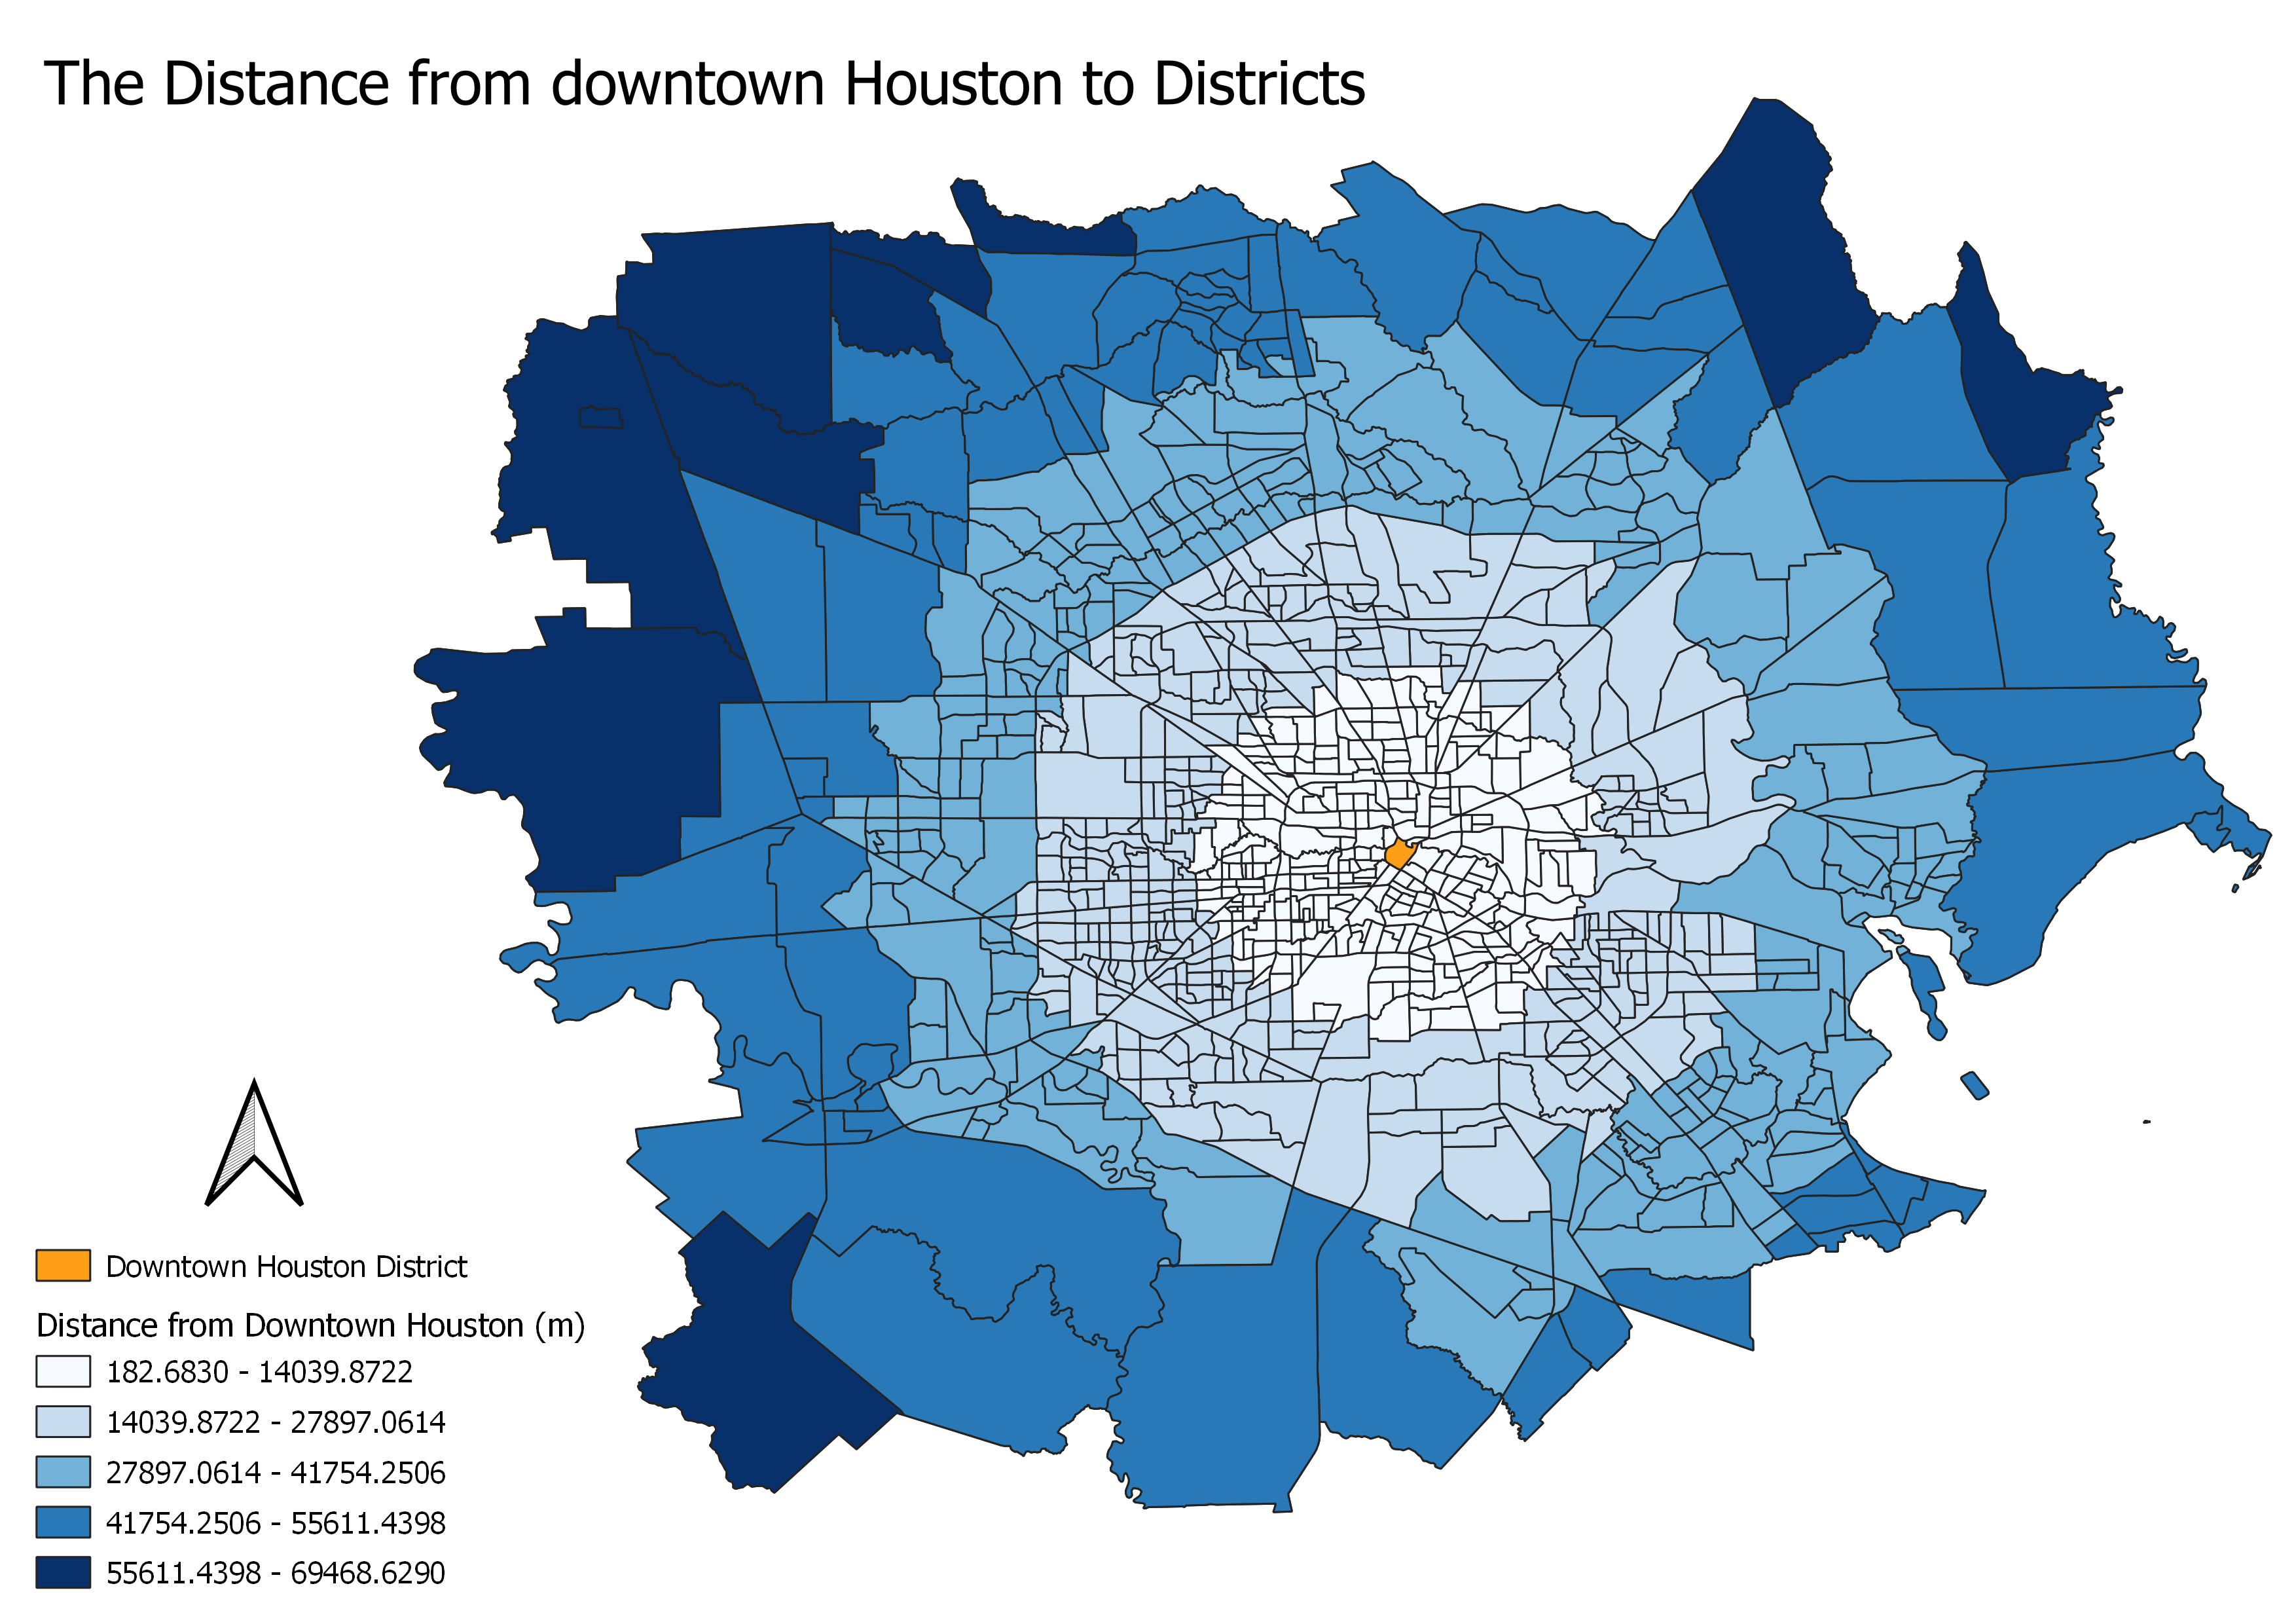 The Distance from downtown Houston to Districts
Downtown Houston District
Distance from Downtown Houston (m)
182.6830 - 14039.8722
14039.8722 - 27897.0614
27897.0614 - 41754.2506
41754.2506 - 55611.4398
55611.4398 - 69468.6290